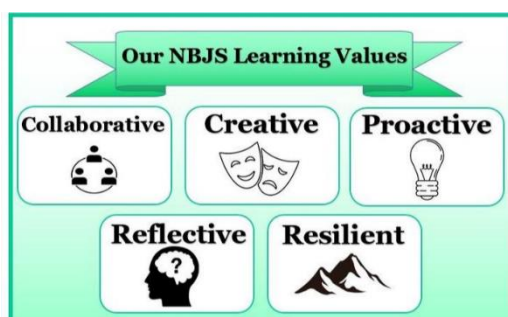 Our NBJS Learning Values
Collaborative
Creative
Proactive
?
Reflective
Resilient